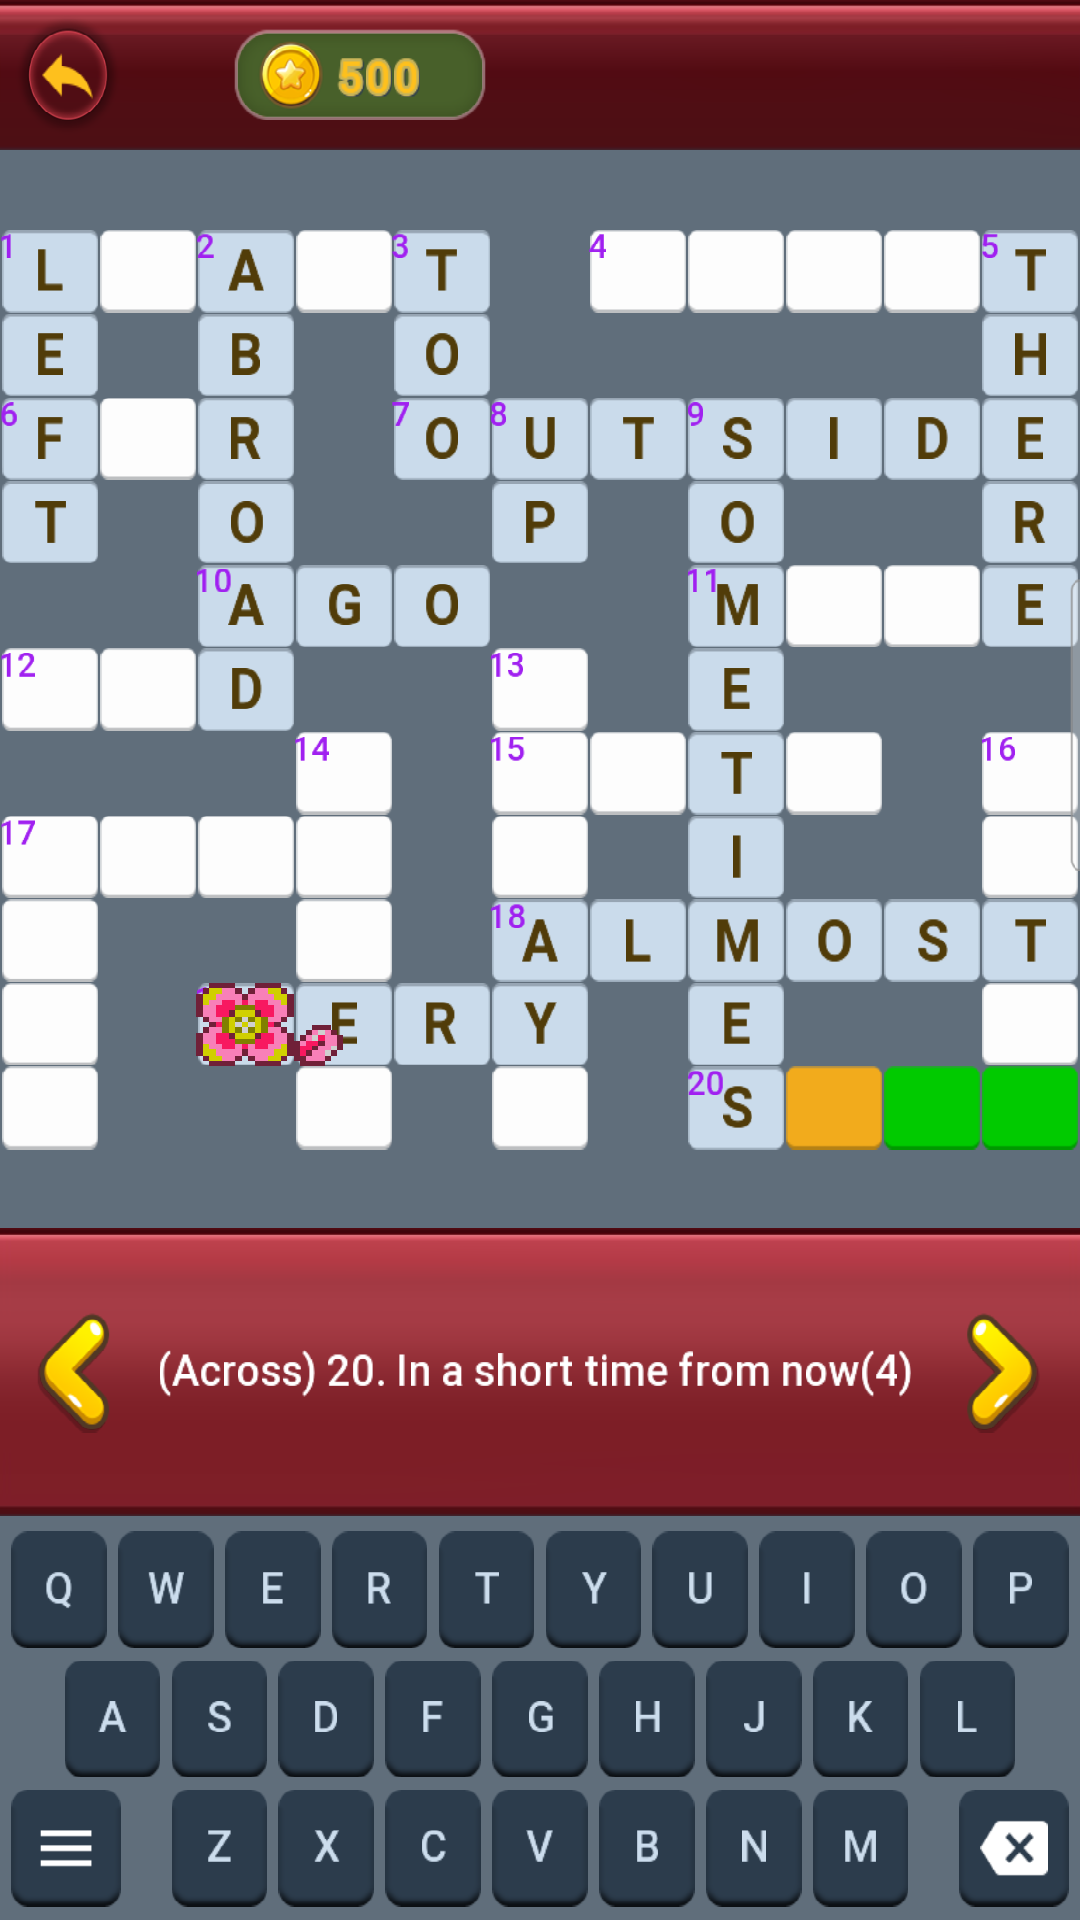 500
1 L 2 A 3 T 4 5 T
E B O H
6 F R 7 O 8 U T 9 S I D E
T O P O R
10 A G O 11 M E
12 D 13 E
14 15 T 16
17 I
18 A L M O S T
E R Y E
20 S
(Across) 20. In a short time from now(4)
Q W E R T Y U I O P
A S D F G H J K L
Z X C V B N M